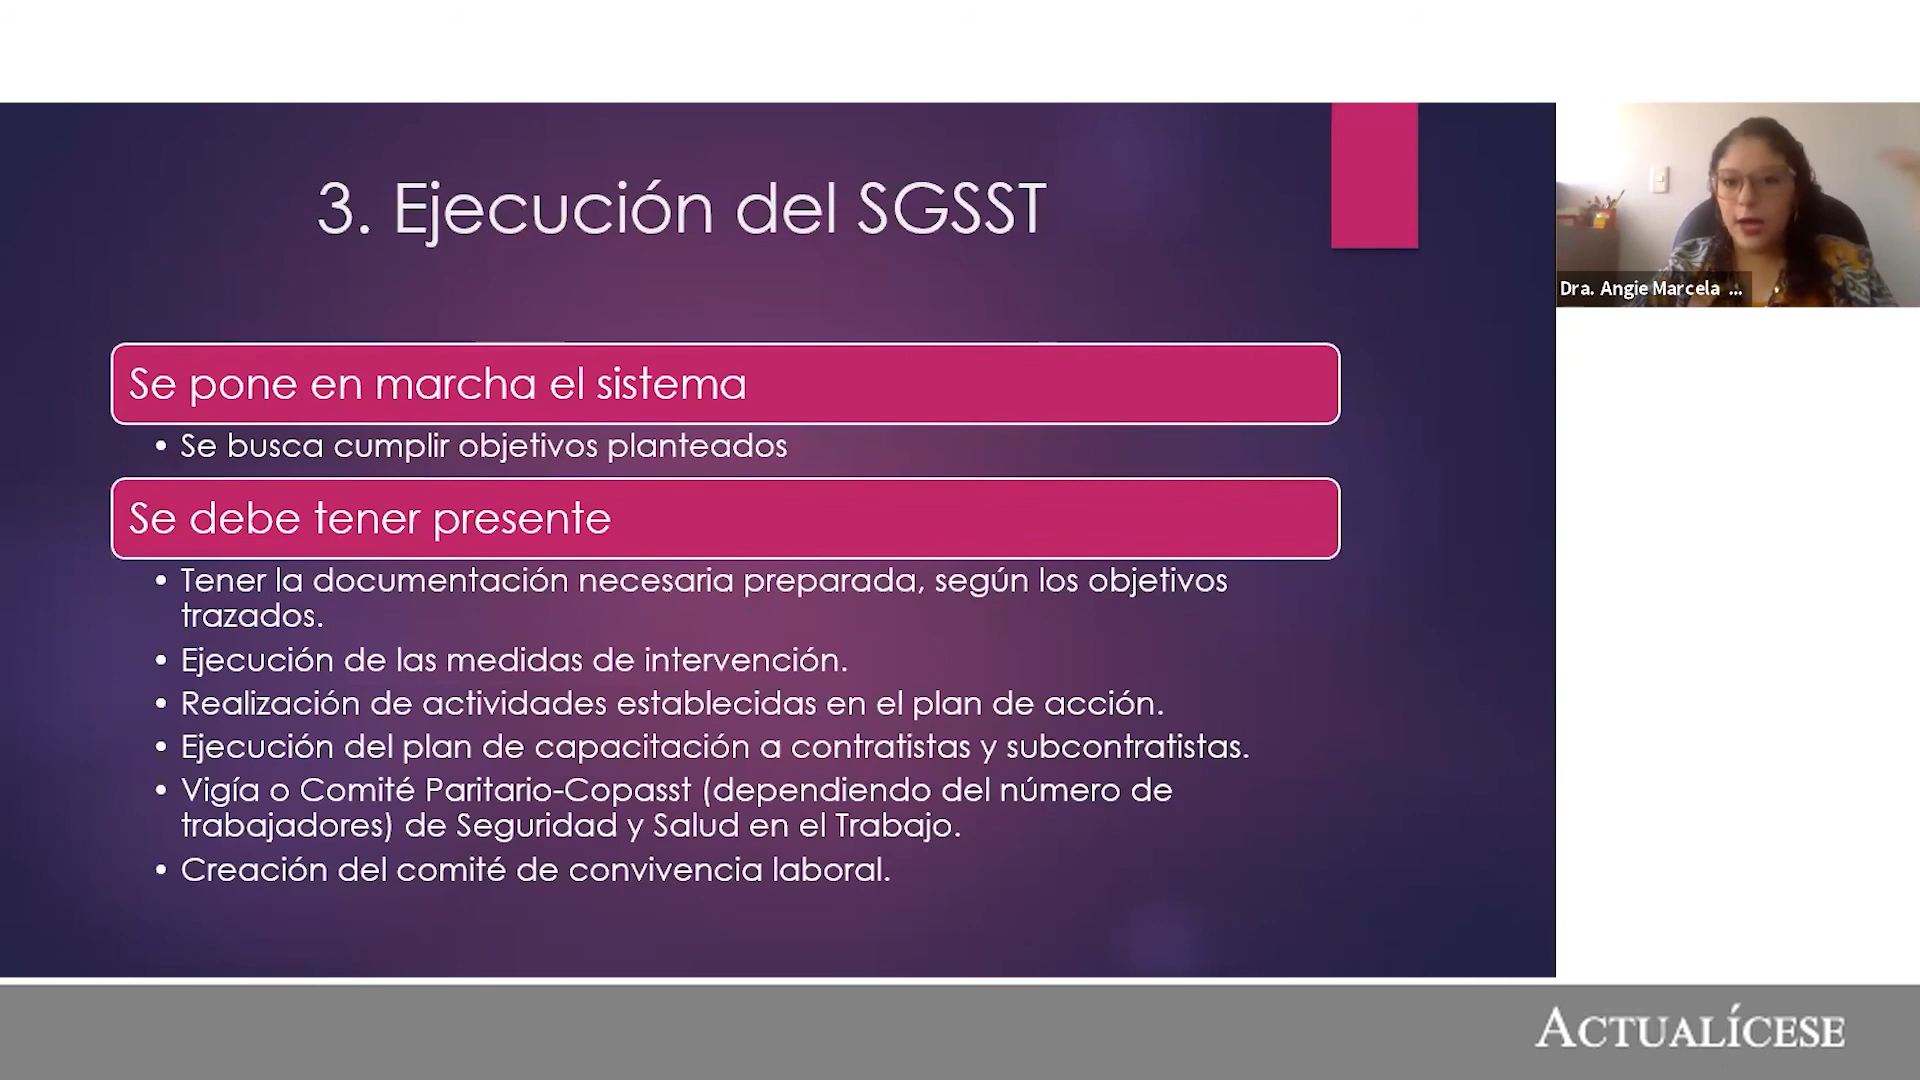 3. Ejecución del SGSST
Se pone en marcha el sistema
• Se busca cumplir objetivos planteados
Se debe tener presente
• Tener la documentación necesaria preparada, según los objetivos
trazados.
• Ejecución de las medidas de intervención.
• Realización de actividades establecidas en el plan de acción.
• Ejecución del plan de capacitación a contratistas y subcontratistas.
• Vigía o Comité Paritario-Copasst (dependiendo del número de
trabajadores) de Seguridad y Salud en el Trabajo.
• Creación del comité de convivencia laboral.
Dra. Angie Marcela ...
ACTUALÍCESE